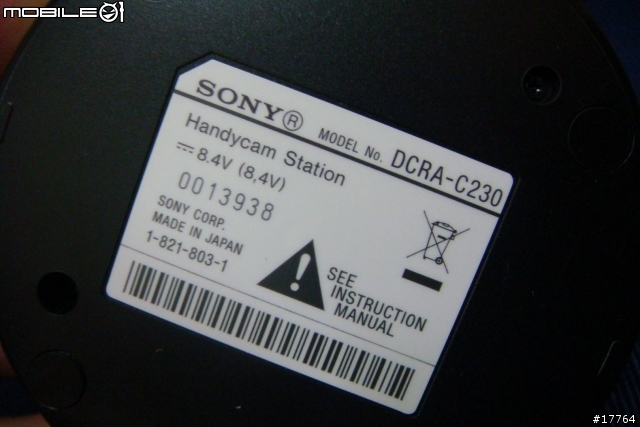 MOBILE01
SONY®
MODEL No. DCRA-C230
Handycam Station
⎓ 8.4V (8,4V)
0013938
SONY CORP.
MADE IN JAPAN
1-821-803-1
SEE
INSTRUCTION
MANUAL
#17764